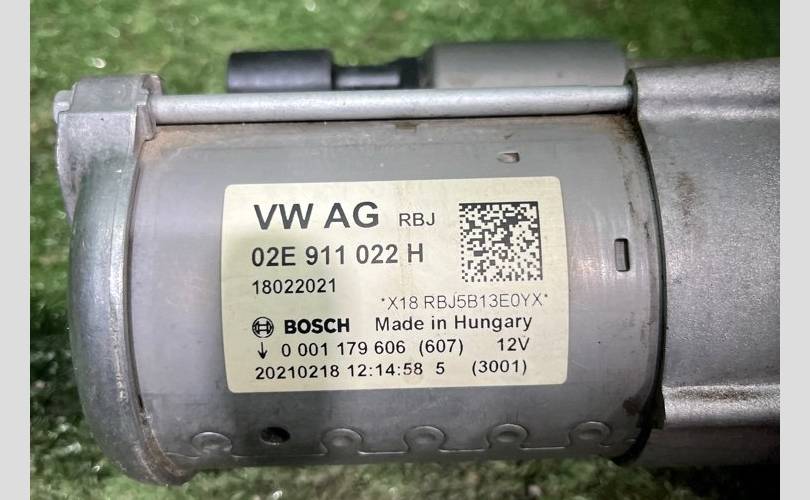 VW AG RBJ
02E 911 022 H
18022021
*X18 RBJ5B13E0YX*
BOSCH Made in Hungary
↓ 0 001 179 606 (607) 12V
20210218 12:14:58 5 (3001)